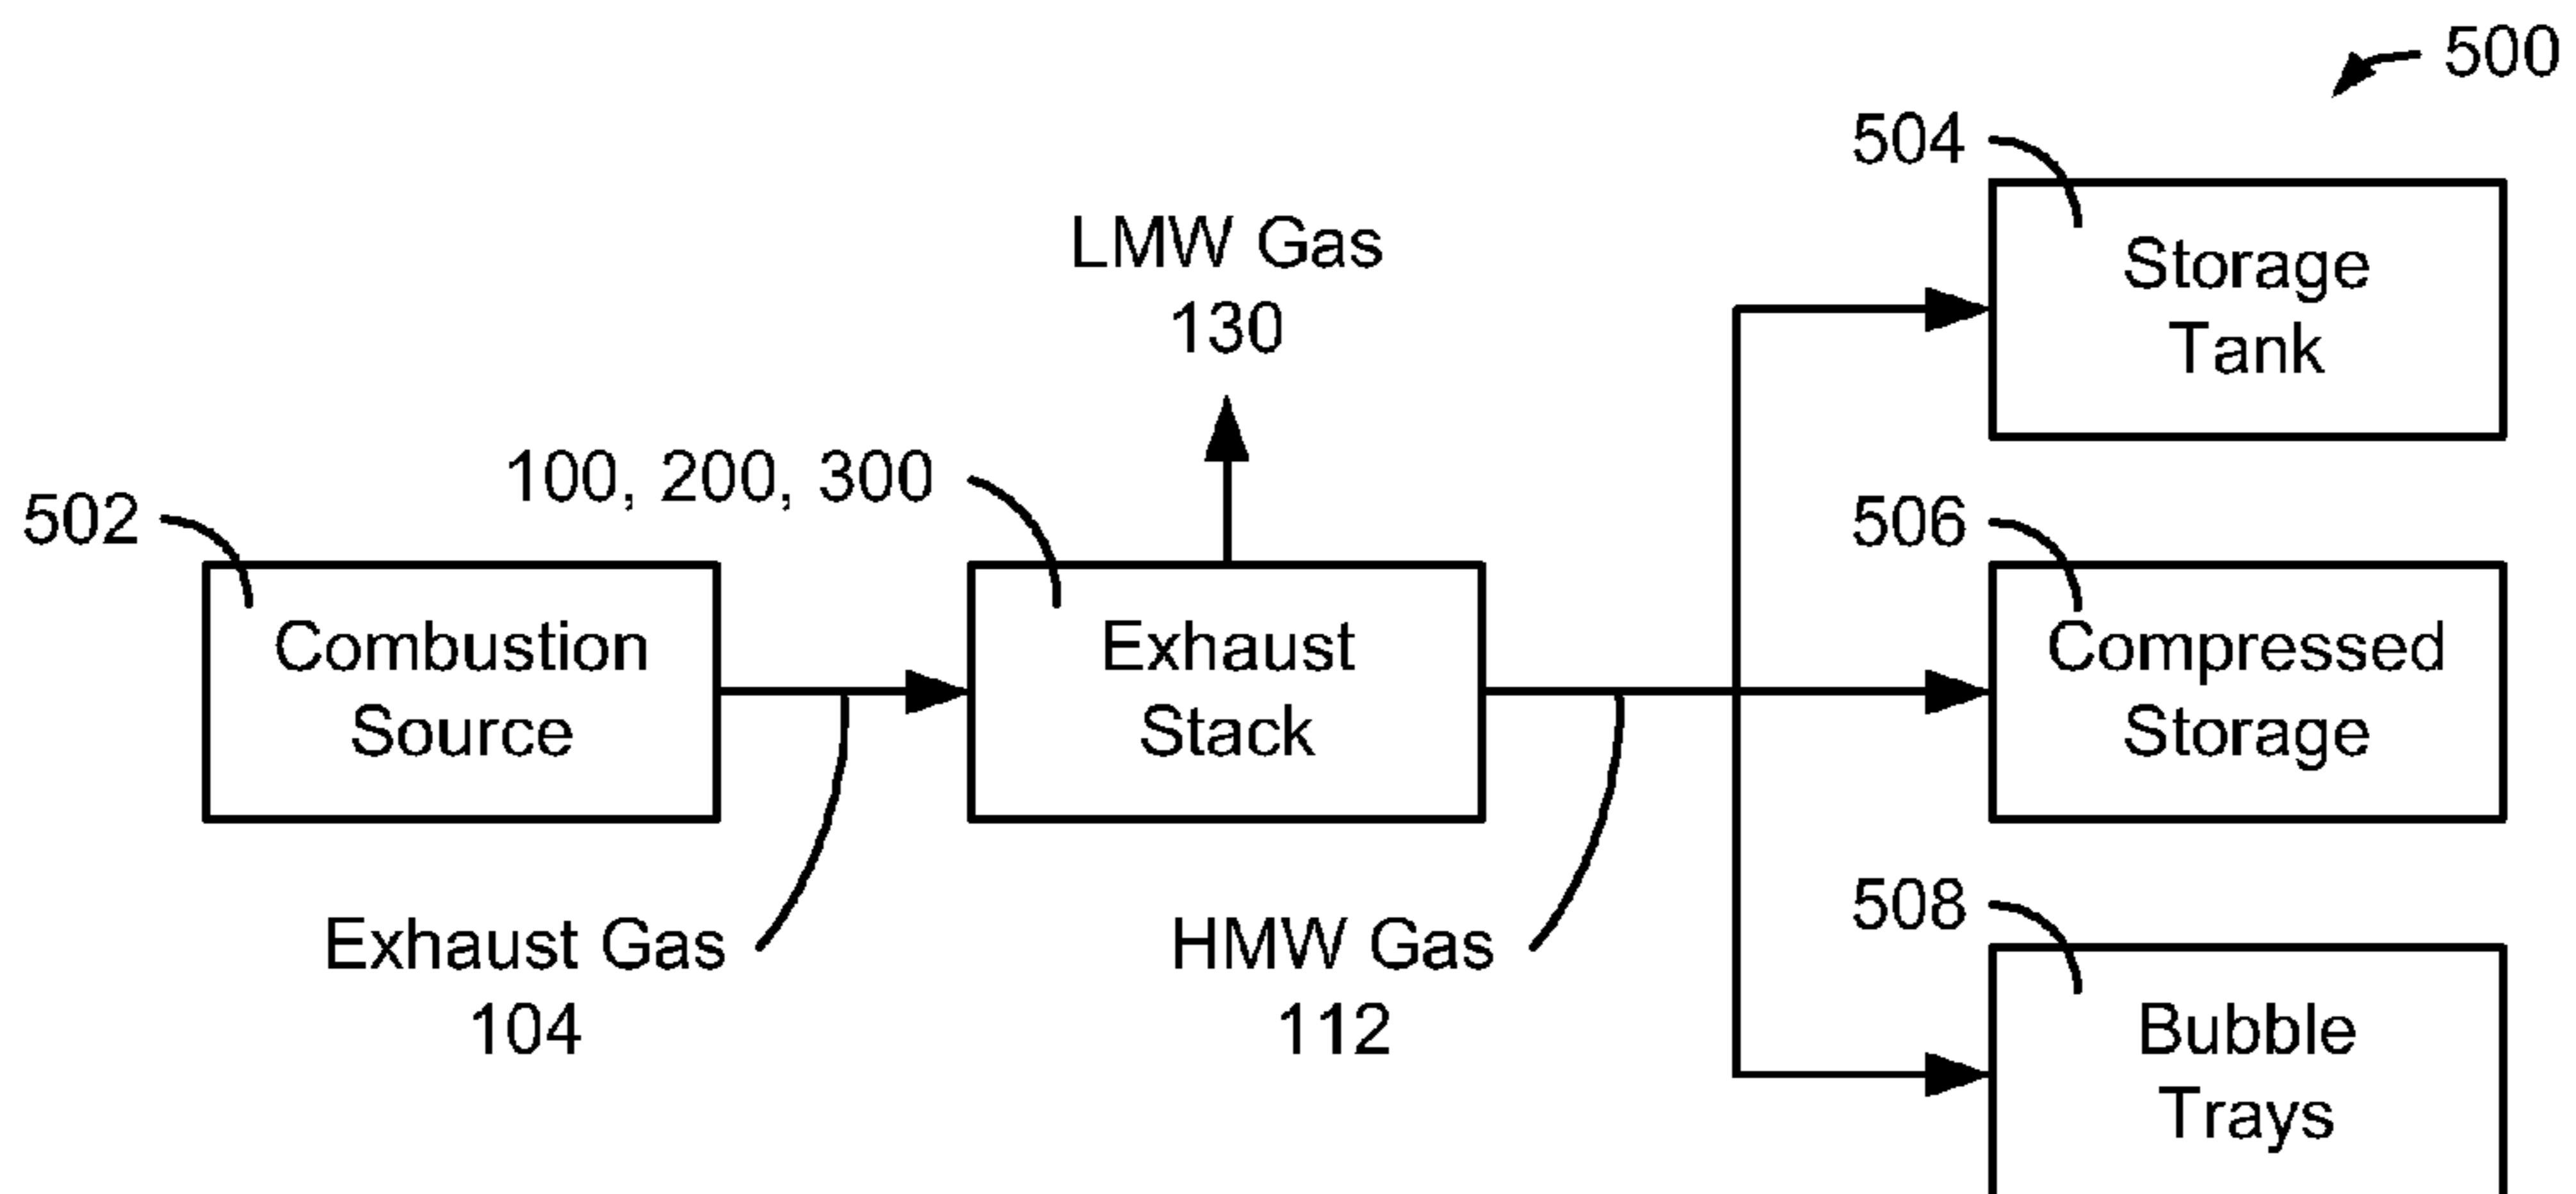 500
504
LMW Gas
130
Storage
Tank
100, 200, 300
502
506
Combustion
Source
Exhaust
Stack
Compressed
Storage
508
Exhaust Gas
104
HMW Gas
112
Bubble
Trays